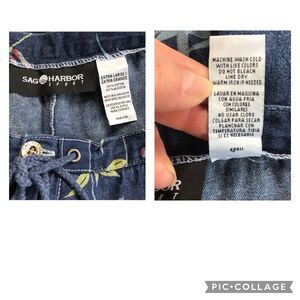 SAG HARBOR
SPORT
EXTRA LARGE /
EXTRA GRANDE
MACHINE WASH COLD
WITH LIKE COLORS
DO NOT BLEACH
LINE DRY
WARM IRON IF NEEDED
LAVAR EN MAQUINA
CON AGUA FRIA
CON COLORES
SIMILARES
NO USAR CLORO
COLGAR PARA SECAR
PLANCHAR CON
TEMPERATURA TIBIA
SI ES NECESARIO
HARBOR
PIC•COLLAGE